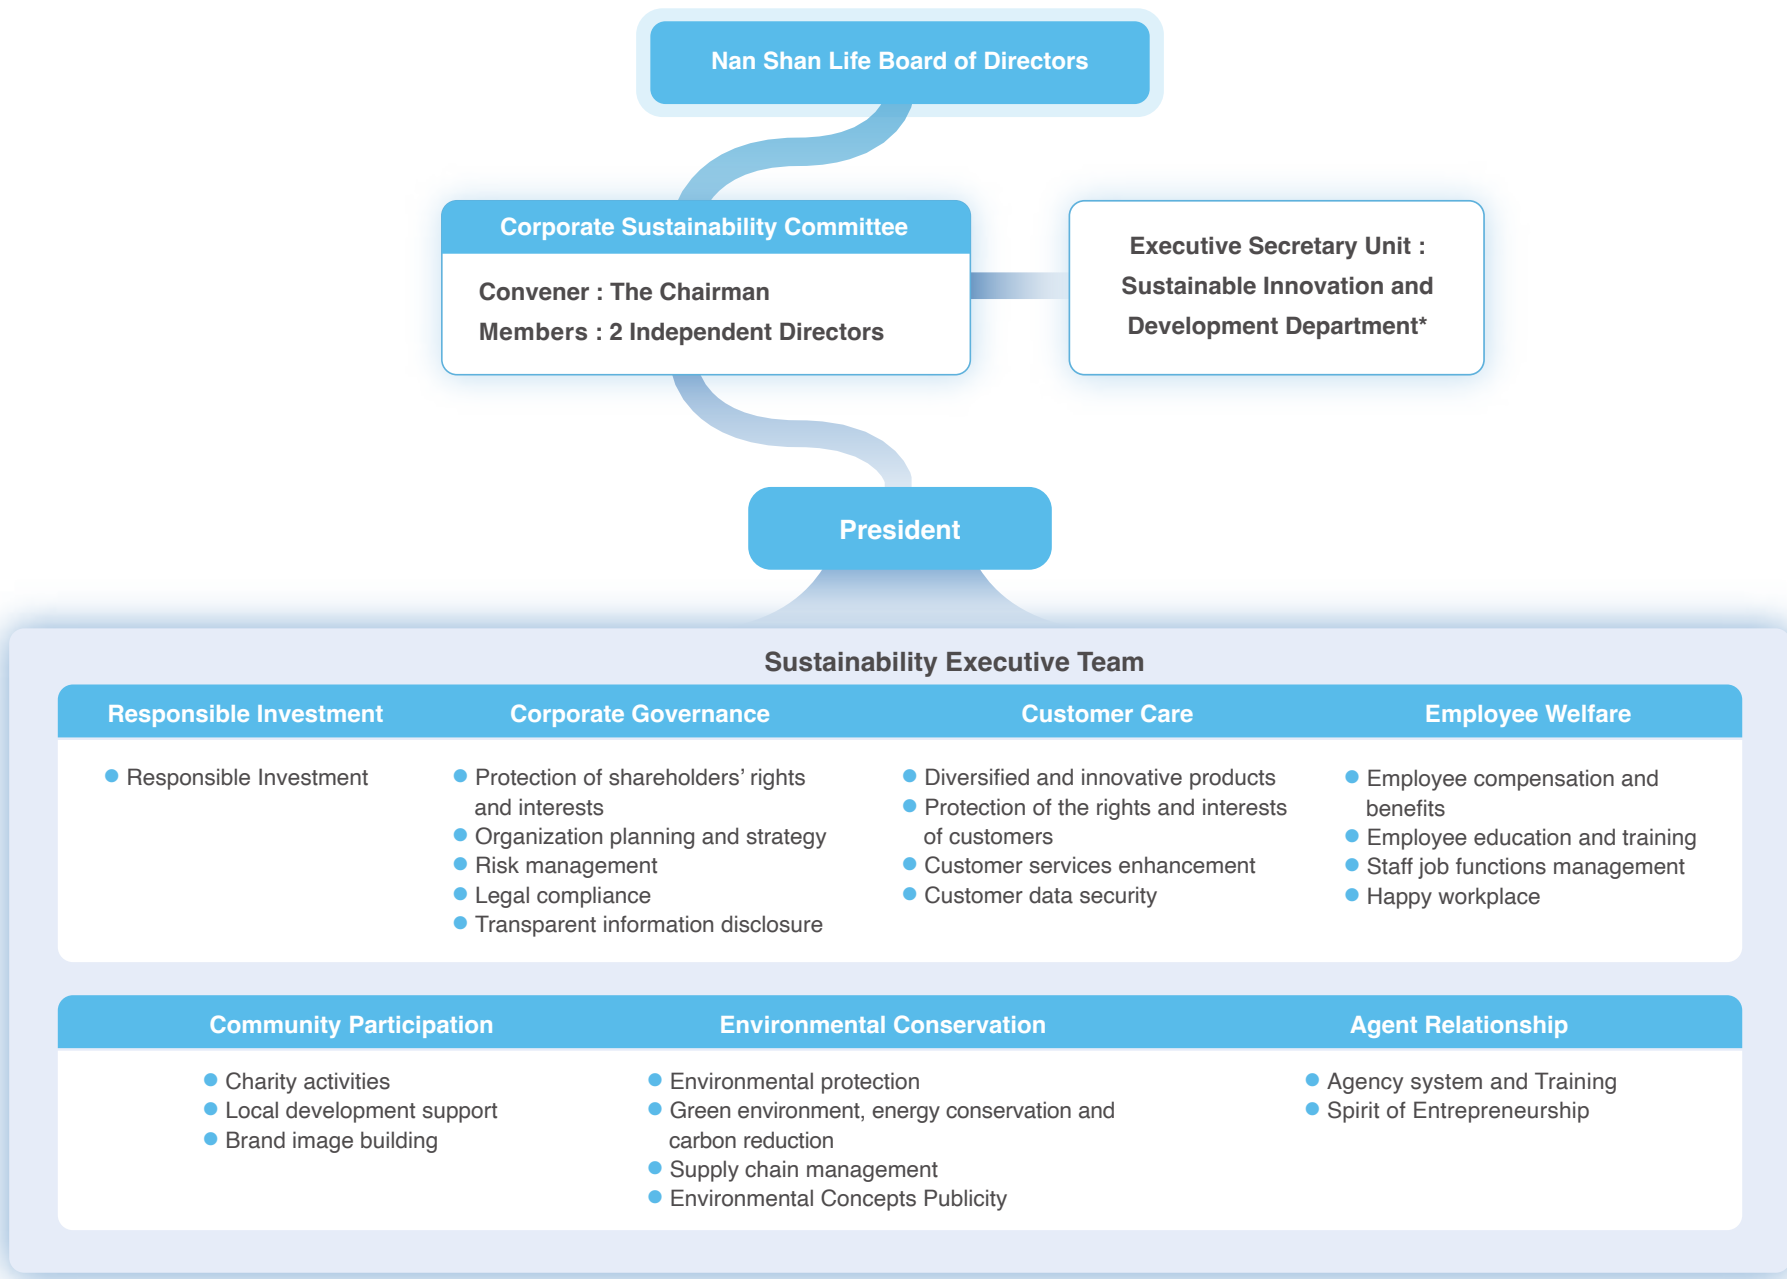 Nan Shan Life Board of Directors
Corporate Sustainability Committee
Convener : The Chairman
Members : 2 Independent Directors
Executive Secretary Unit :
Sustainable Innovation and
Development Department*
President
Sustainability Executive Team
Responsible Investment
● Responsible Investment
Corporate Governance
● Protection of shareholders’ rights
and interests
● Organization planning and strategy
● Risk management
● Legal compliance
● Transparent information disclosure
Customer Care
● Diversified and innovative products
● Protection of the rights and interests
of customers
● Customer services enhancement
● Customer data security
Employee Welfare
● Employee compensation and
benefits
● Employee education and training
● Staff job functions management
● Happy workplace
Community Participation
● Charity activities
● Local development support
● Brand image building
Environmental Conservation
● Environmental protection
● Green environment, energy conservation and
carbon reduction
● Supply chain management
● Environmental Concepts Publicity
Agent Relationship
● Agency system and Training
● Spirit of Entrepreneurship